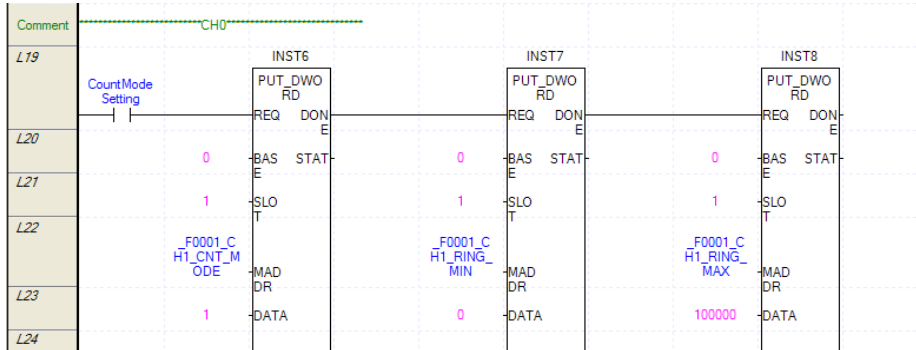 Comment
CH0
L19
INST6
INST7
INST8
CountMode
Setting
PUT_DWO
RD
PUT_DWO
RD
PUT_DWO
RD
REQ DON
E
REQ DON
E
REQ DON
E
L20
0
BAS STAT
E
0
BAS STAT
E
0
BAS STAT
E
L21
1
SLO
T
1
SLO
T
1
SLO
T
L22
_F0001_C
H1_CNT_M
ODE
MAD
DR
_F0001_C
H1_RING_
MIN
MAD
DR
_F0001_C
H1_RING_
MAX
MAD
DR
L23
1
DATA
0
DATA
100000
DATA
L24